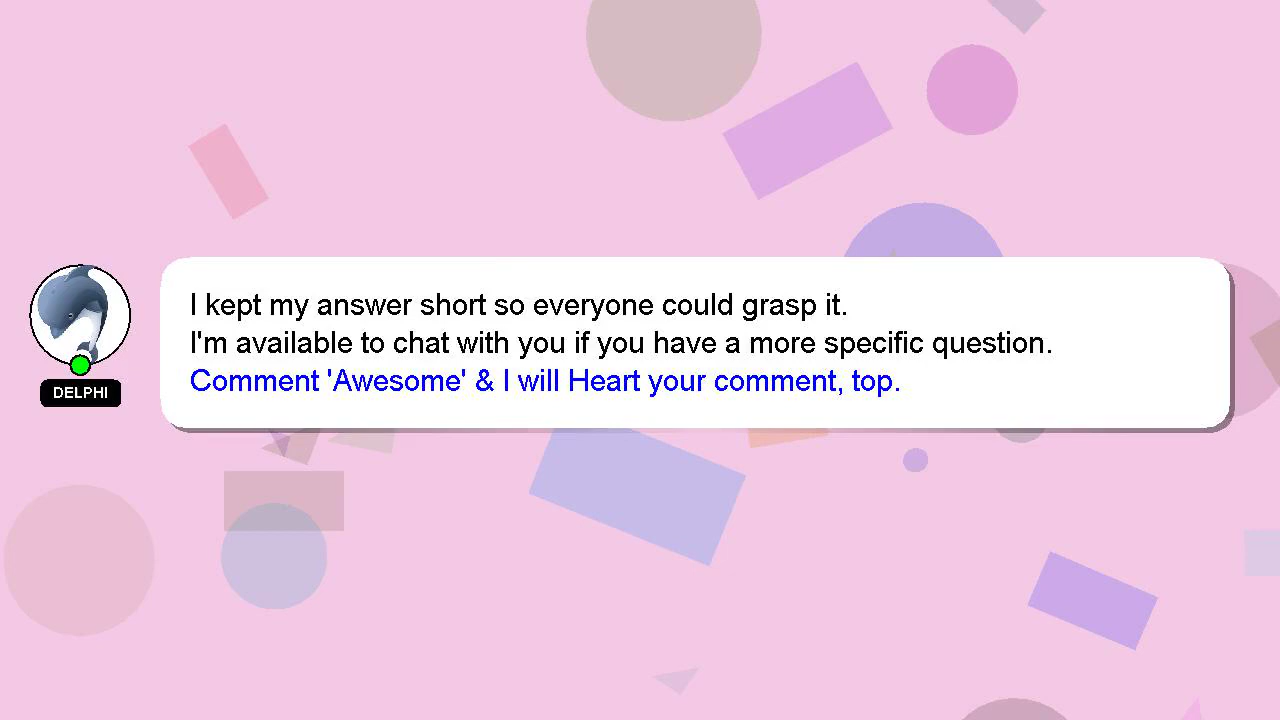 I kept my answer short so everyone could grasp it.
I'm available to chat with you if you have a more specific question.
Comment 'Awesome' & I will Heart your comment, top.
DELPHI